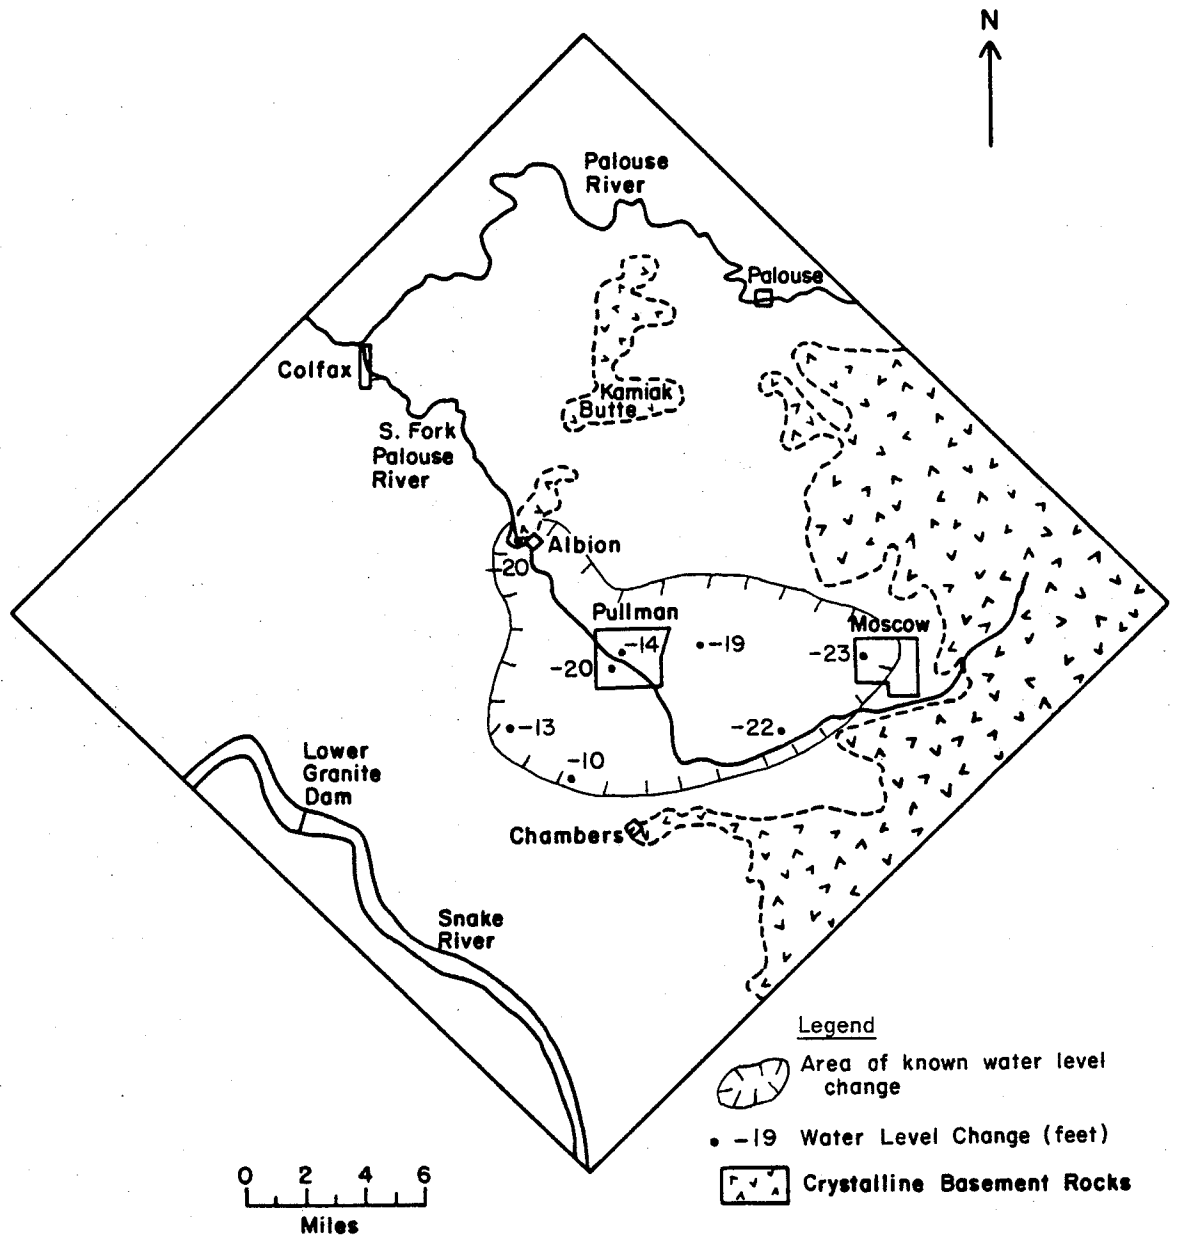 N
Palouse
River
Palouse
Colfax
Kamiak
Butte
S. Fork
Palouse
River
Albion
-20
Pullman
-14
-19
Moscow
-23
-20
-13
-22
-10
Lower
Granite
Dam
Chambers
Snake
River
Legend
Area of known water level
change
-19 Water Level Change (feet)
Crystalline Basement Rocks
0 2 4 6
Miles